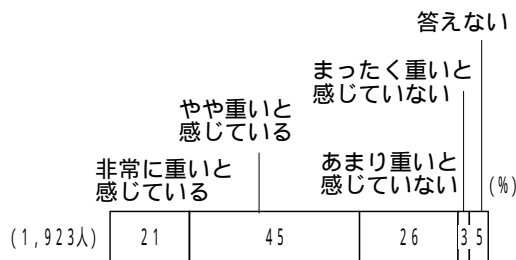 答えない
まったく重いと
感じていない
やや重いと
感じている
あまり重いと
感じていない
非常に重いと
感じている
(%)
(1,923人) 21 45 26 3 5